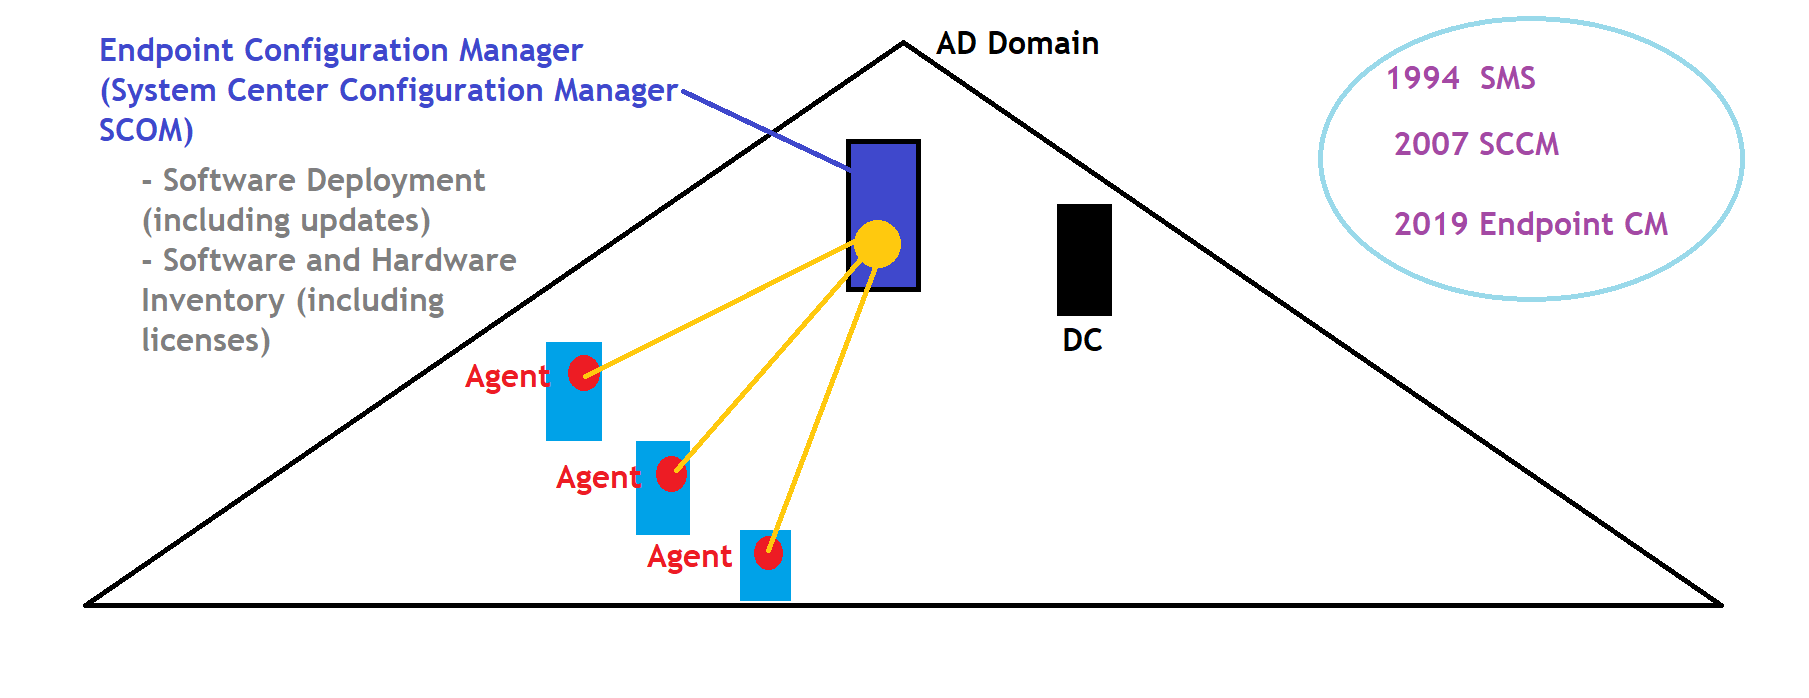 Endpoint Configuration Manager
(System Center Configuration Manager
SCOM)
- Software Deployment
(including updates)
- Software and Hardware
Inventory (including
licenses)
AD Domain
1994 SMS
2007 SCCM
2019 Endpoint CM
DC
Agent
Agent
Agent